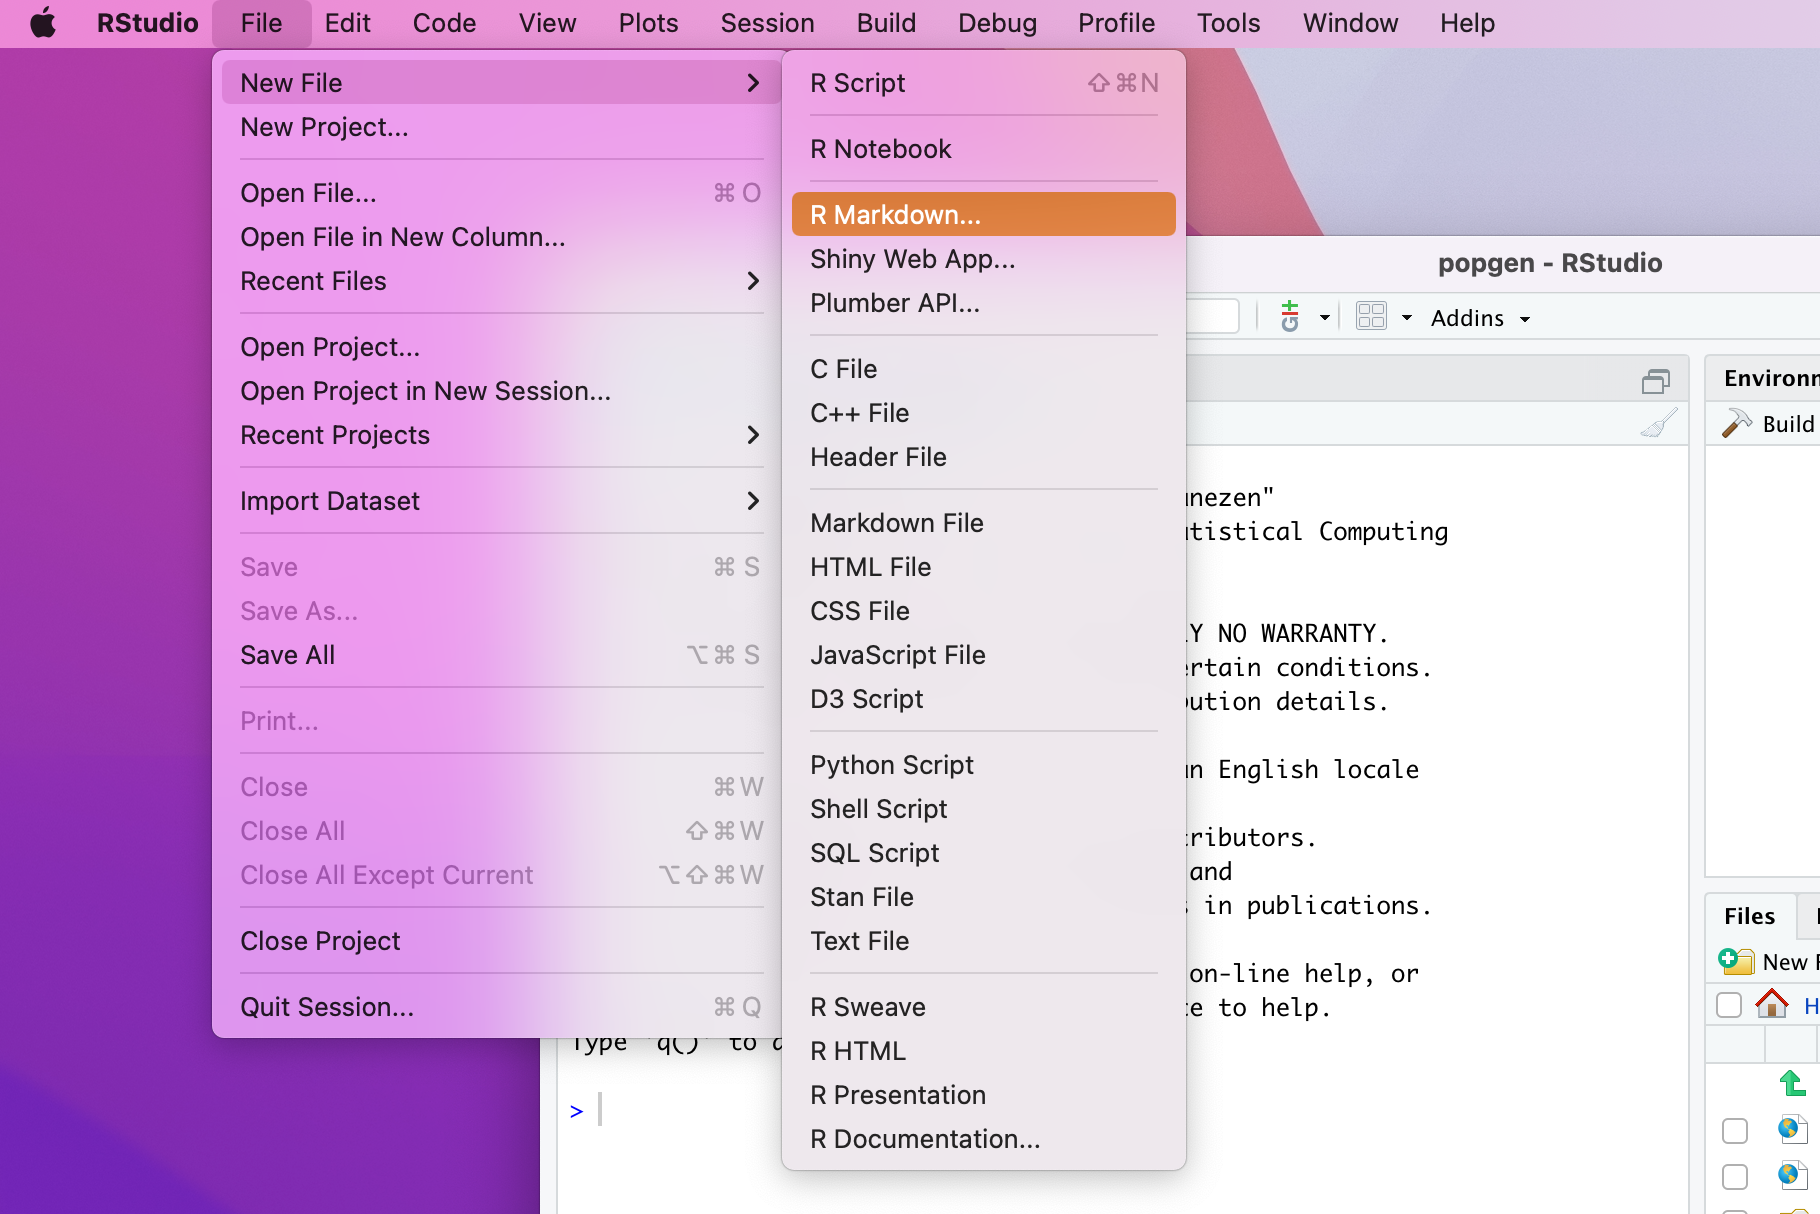 RStudio File Edit Code View Plots Session Build Debug Profile Tools Window Help
New File
New Project...
Open File... ⌘ O
Open File in New Column...
Recent Files
Open Project...
Open Project in New Session...
Recent Projects
Import Dataset
Save ⌘ S
Save As...
Save All ⌥⌘ S
Print...
Close ⌘W
Close All ⇧⌘W
Close All Except Current ⌥⇧⌘W
Close Project
Quit Session... ⌘ Q
R Script ⇧⌘N
R Notebook
R Markdown...
Shiny Web App...
Plumber API...
C File
C++ File
Header File
Markdown File
HTML File
CSS File
JavaScript File
D3 Script
Python Script
Shell Script
SQL Script
Stan File
Text File
R Sweave
R HTML
R Presentation
R Documentation...
popgen - RStudio
Addins
nezen"
tistical Computing
LY NO WARRANTY.
ertain conditions.
bution details.
n English locale
tributors.
and
in publications.
on-line help, or
ce to help.
Type 'q()' to
>
Environ
Build
Files
New F
H